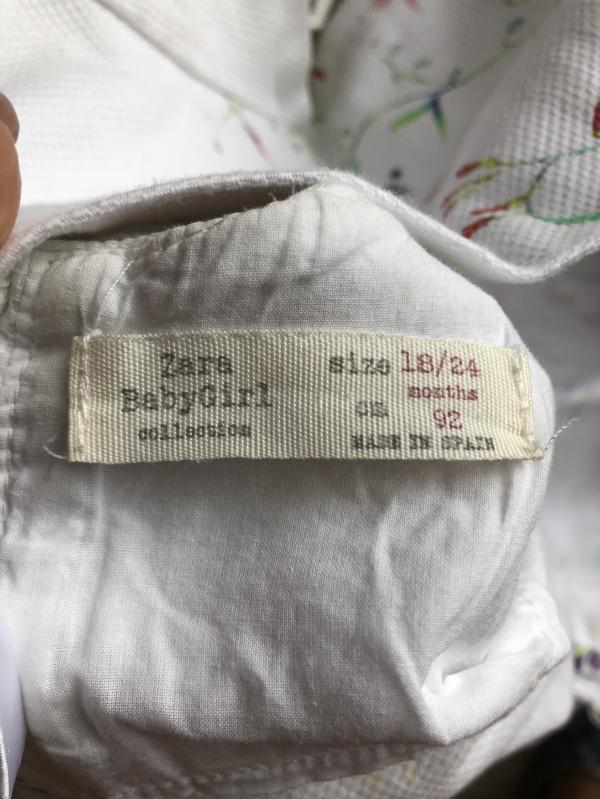 Zara
BabyGirl
collection
size 18/24
months
cm 92
MADE IN SPAIN